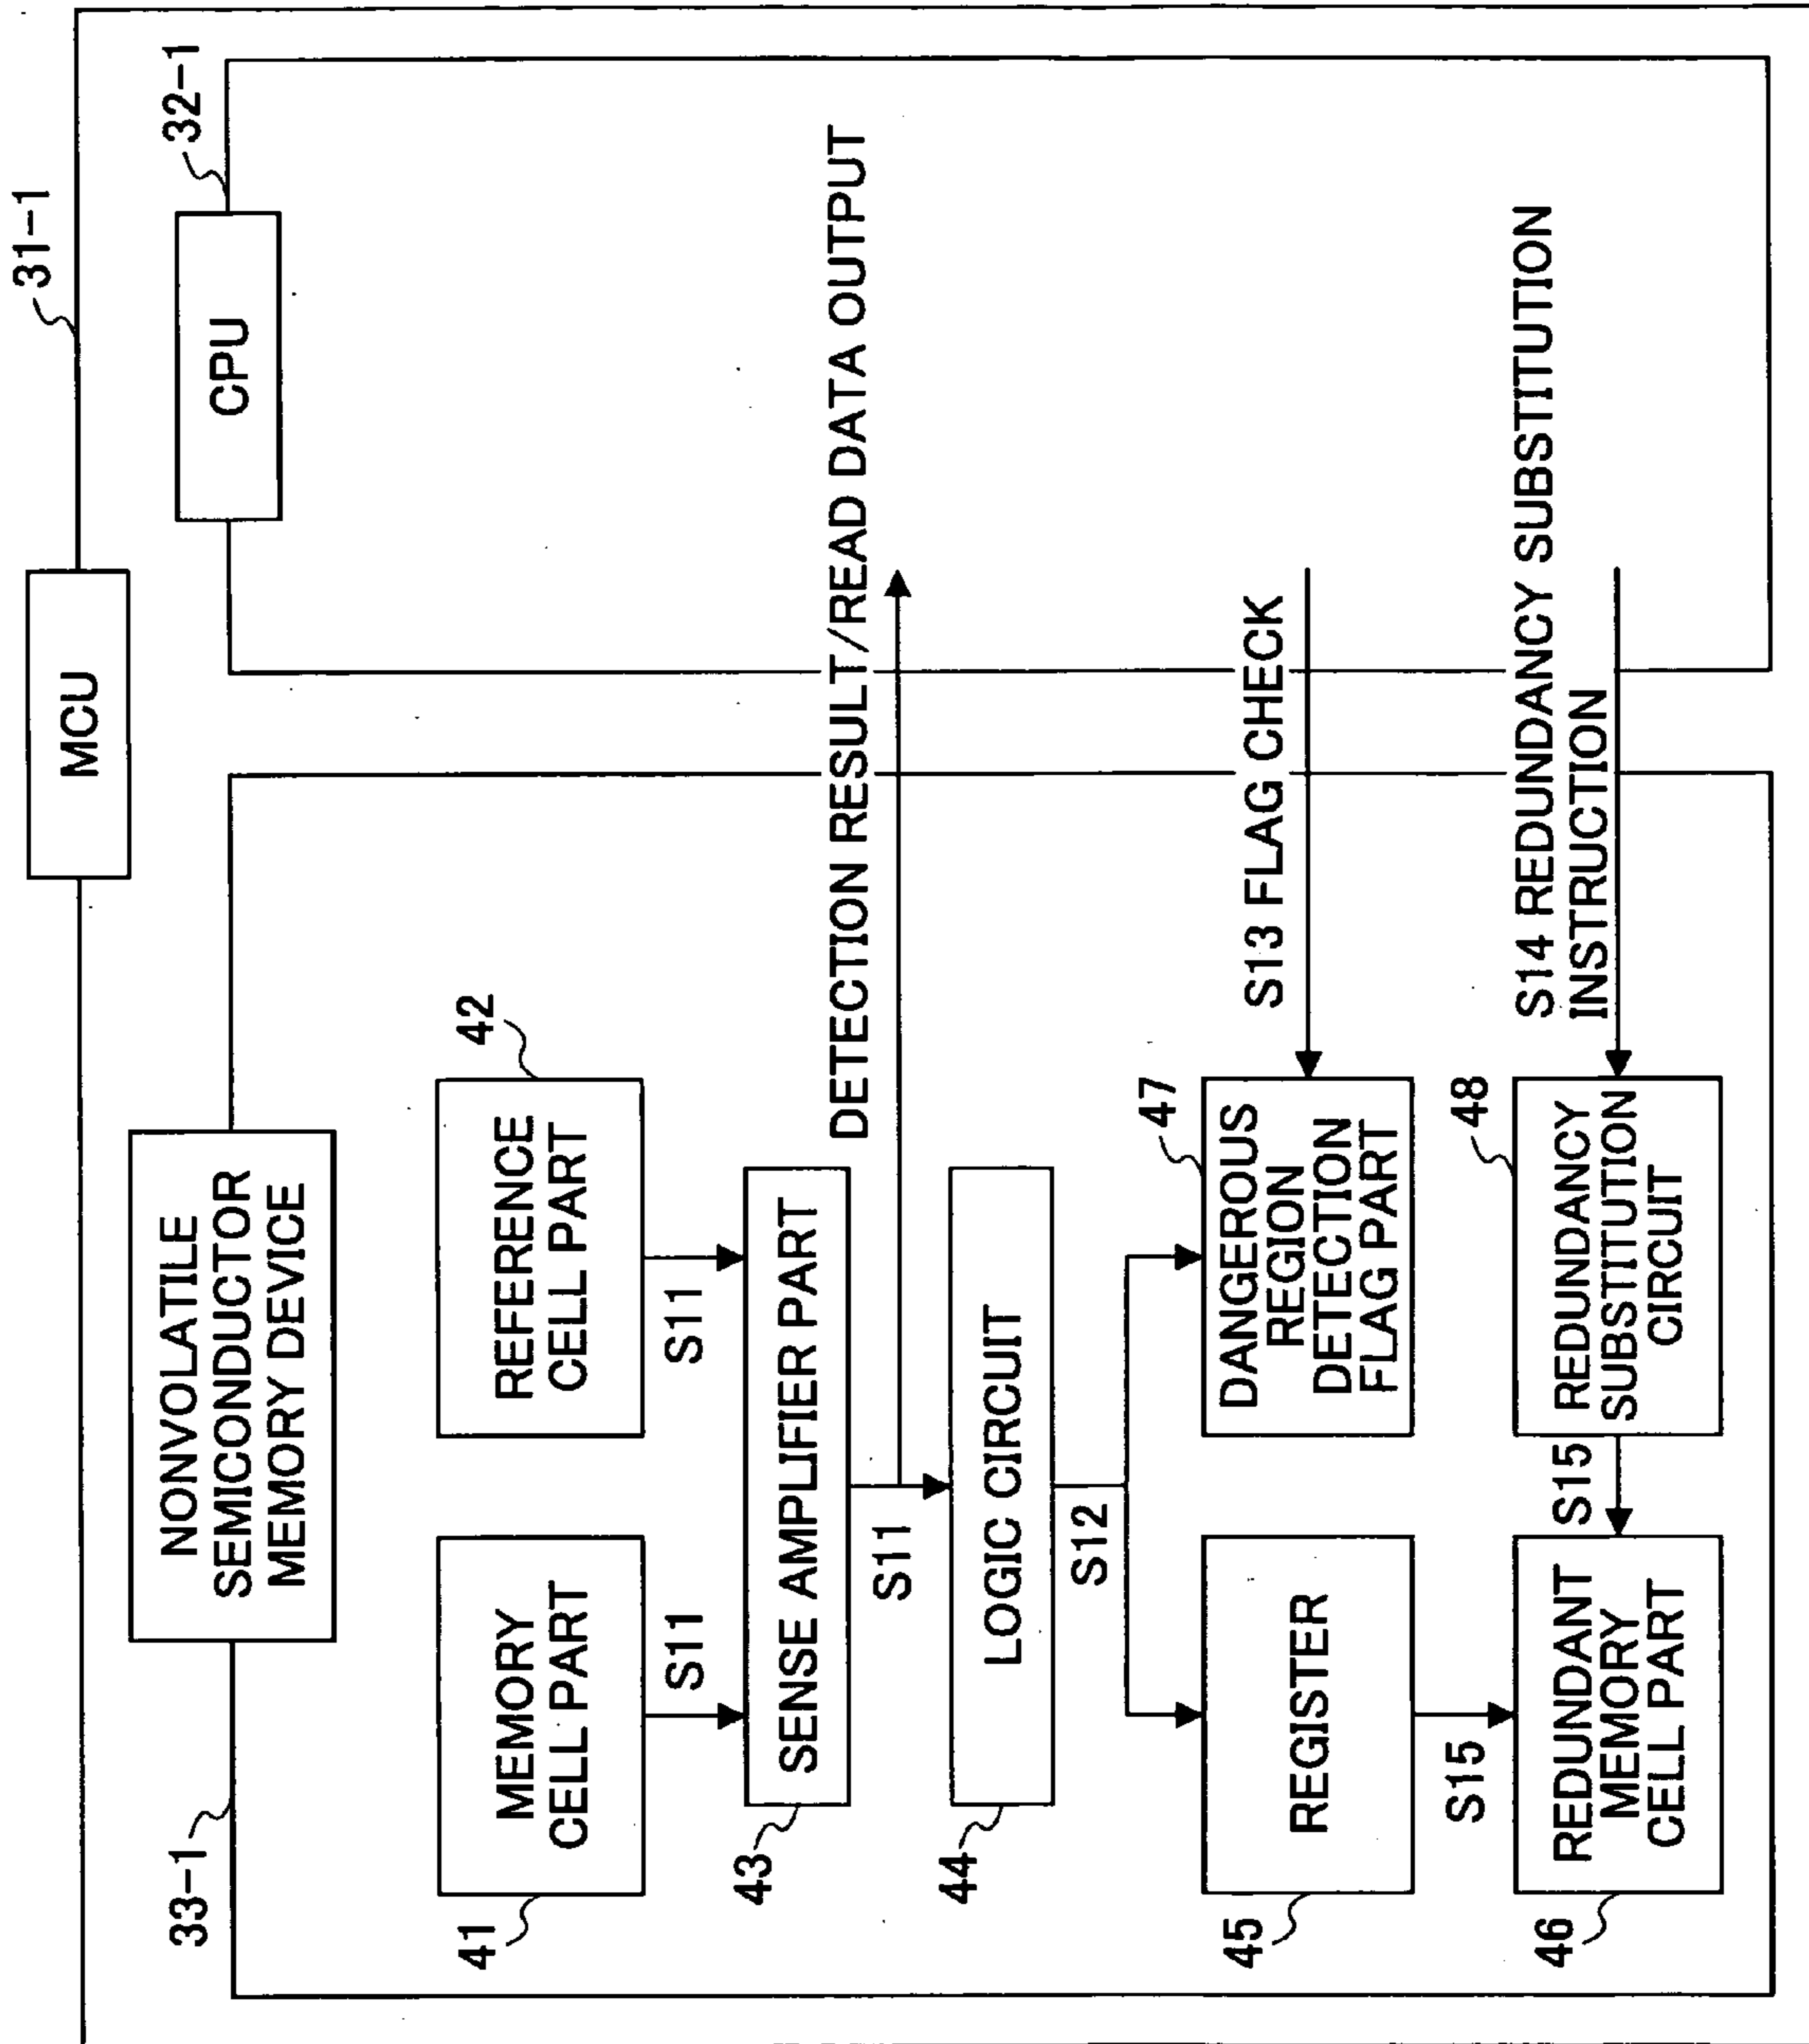 31-1
MCU
32-1
CPU
33-1
NONVOLATILE
SEMICONDUCTOR
MEMORY DEVICE
41
MEMORY
CELL PART
42
REFERENCE
CELL PART
S11
S11
43
SENSE AMPLIFIER PART
DETECTION RESULT/READ DATA OUTPUT
S11
44
LOGIC CIRCUIT
S12
45
REGISTER
47
DANGEROUS
REGION
DETECTION
FLAG PART
S13 FLAG CHECK
S15
46
REDUNDANT
MEMORY
CELL PART
S15
48
REDUNDANCY
SUBSTITUTION
CIRCUIT
S14 REDUNDANCY SUBSTITUTION
INSTRUCTION